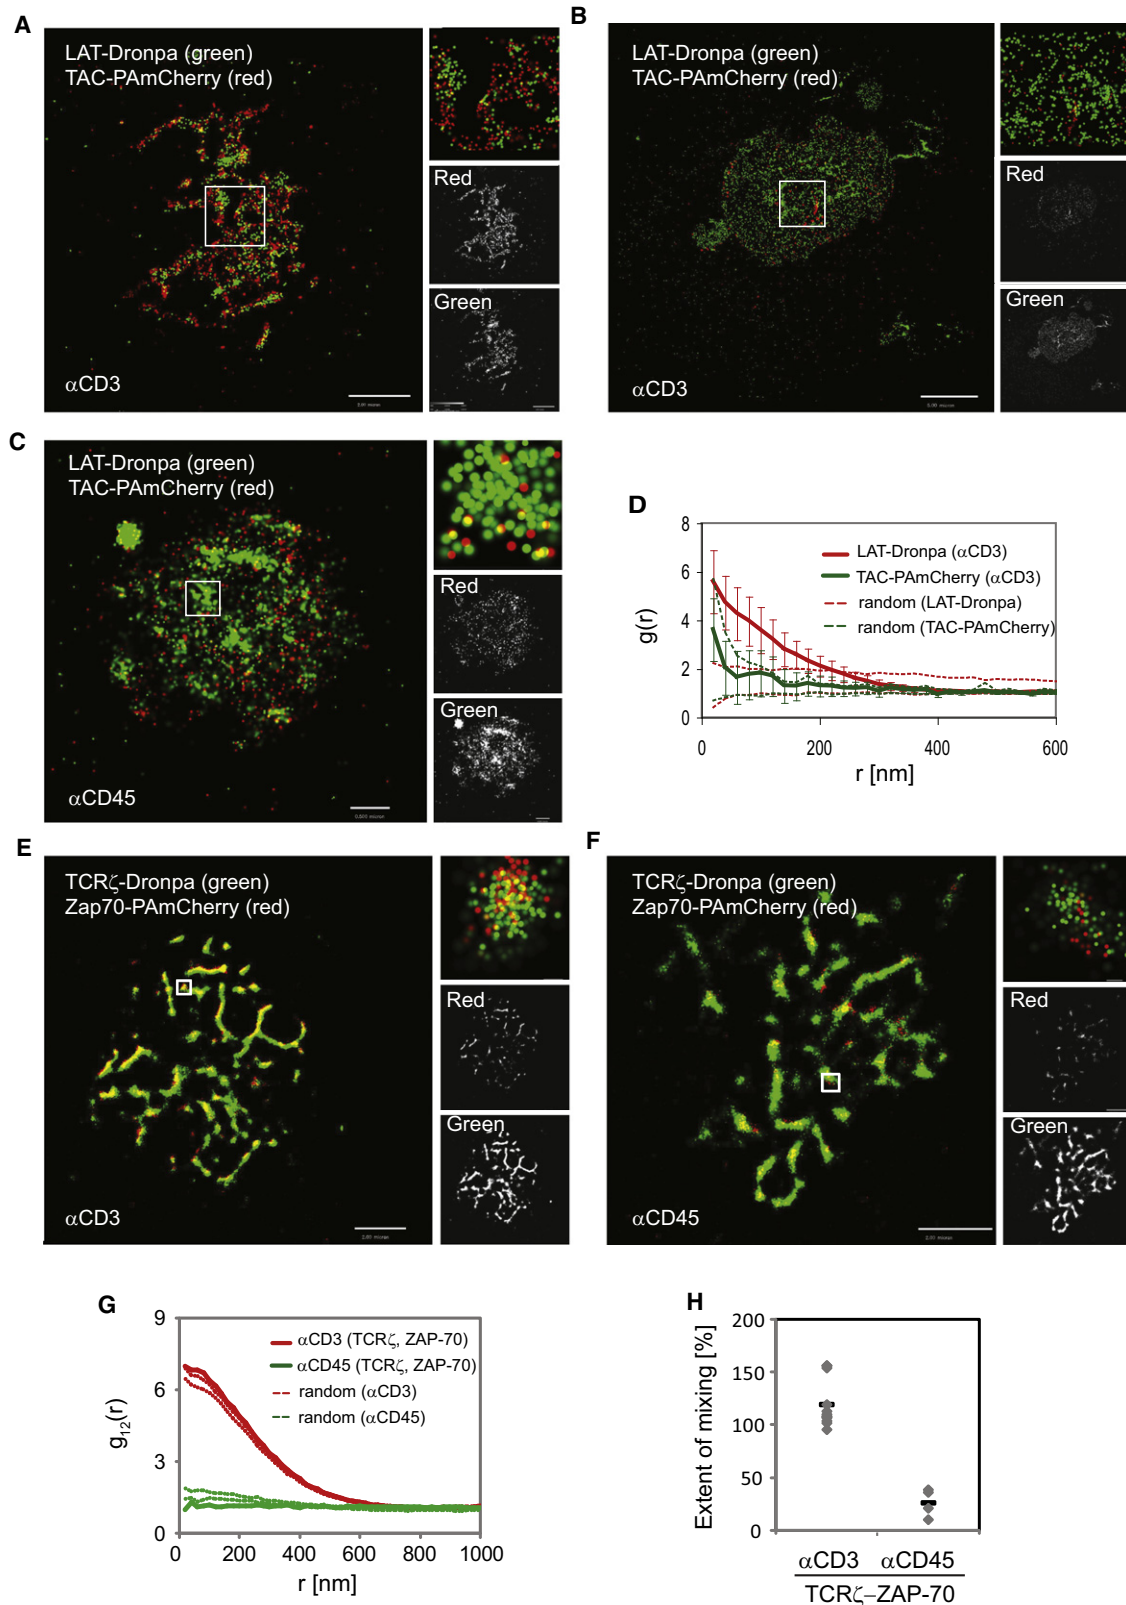 A
LAT-Dronpa (green)
TAC-PAmCherry (red)
Red
Green
αCD3
B
LAT-Dronpa (green)
TAC-PAmCherry (red)
Red
Green
αCD3
C
LAT-Dronpa (green)
TAC-PAmCherry (red)
Red
Green
αCD45
D
8
6
4
2
0
g(r)
LAT-Dronpa (αCD3)
TAC-PAmCherry (αCD3)
random (LAT-Dronpa)
random (TAC-PAmCherry)
0 200 400 600
r [nm]
E
TCRζ-Dronpa (green)
Zap70-PAmCherry (red)
Red
Green
αCD3
F
TCRζ-Dronpa (green)
Zap70-PAmCherry (red)
Red
Green
αCD45
G
9
6
3
0
g12(r)
αCD3 (TCRζ, ZAP-70)
αCD45 (TCRζ, ZAP-70)
random (αCD3)
random (αCD45)
0 200 400 600 800 1000
r [nm]
H
200
150
100
50
0
Extent of mixing [%]
αCD3 αCD45
TCRζ–ZAP-70